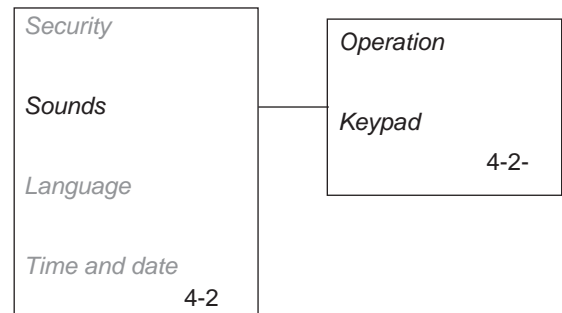 Security
Sounds
Language
Time and date
4-2
Operation
Keypad
4-2-